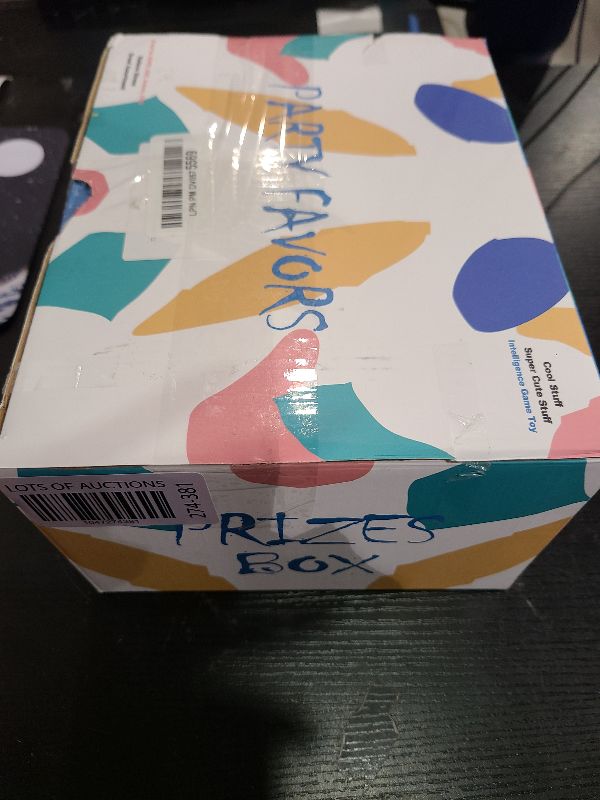 PARTY FAVORS
Cool Stuff
Super Cute Stuff
Intelligence Game Toy
LOTS OF AUCTIONS
274-381
PRIZES
BOX